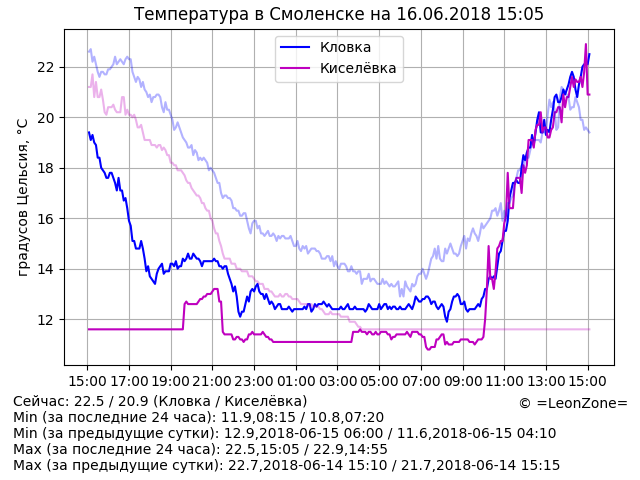 Температура в Смоленске на 16.06.2018 15:05
Кловка
Киселёвка
градусов Цельсия, °C
22
20
18
16
14
12
15:00 17:00 19:00 21:00 23:00 01:00 03:00 05:00 07:00 09:00 11:00 13:00 15:00
Сейчас: 22.5 / 20.9 (Кловка / Киселёвка)
© =LeonZone=
Min (за последние 24 часа): 11.9,08:15 / 10.8,07:20
Min (за предыдущие сутки): 12.9,2018-06-15 06:00 / 11.6,2018-06-15 04:10
Max (за последние 24 часа): 22.5,15:05 / 22.9,14:55
Max (за предыдущие сутки): 22.7,2018-06-14 15:10 / 21.7,2018-06-14 15:15